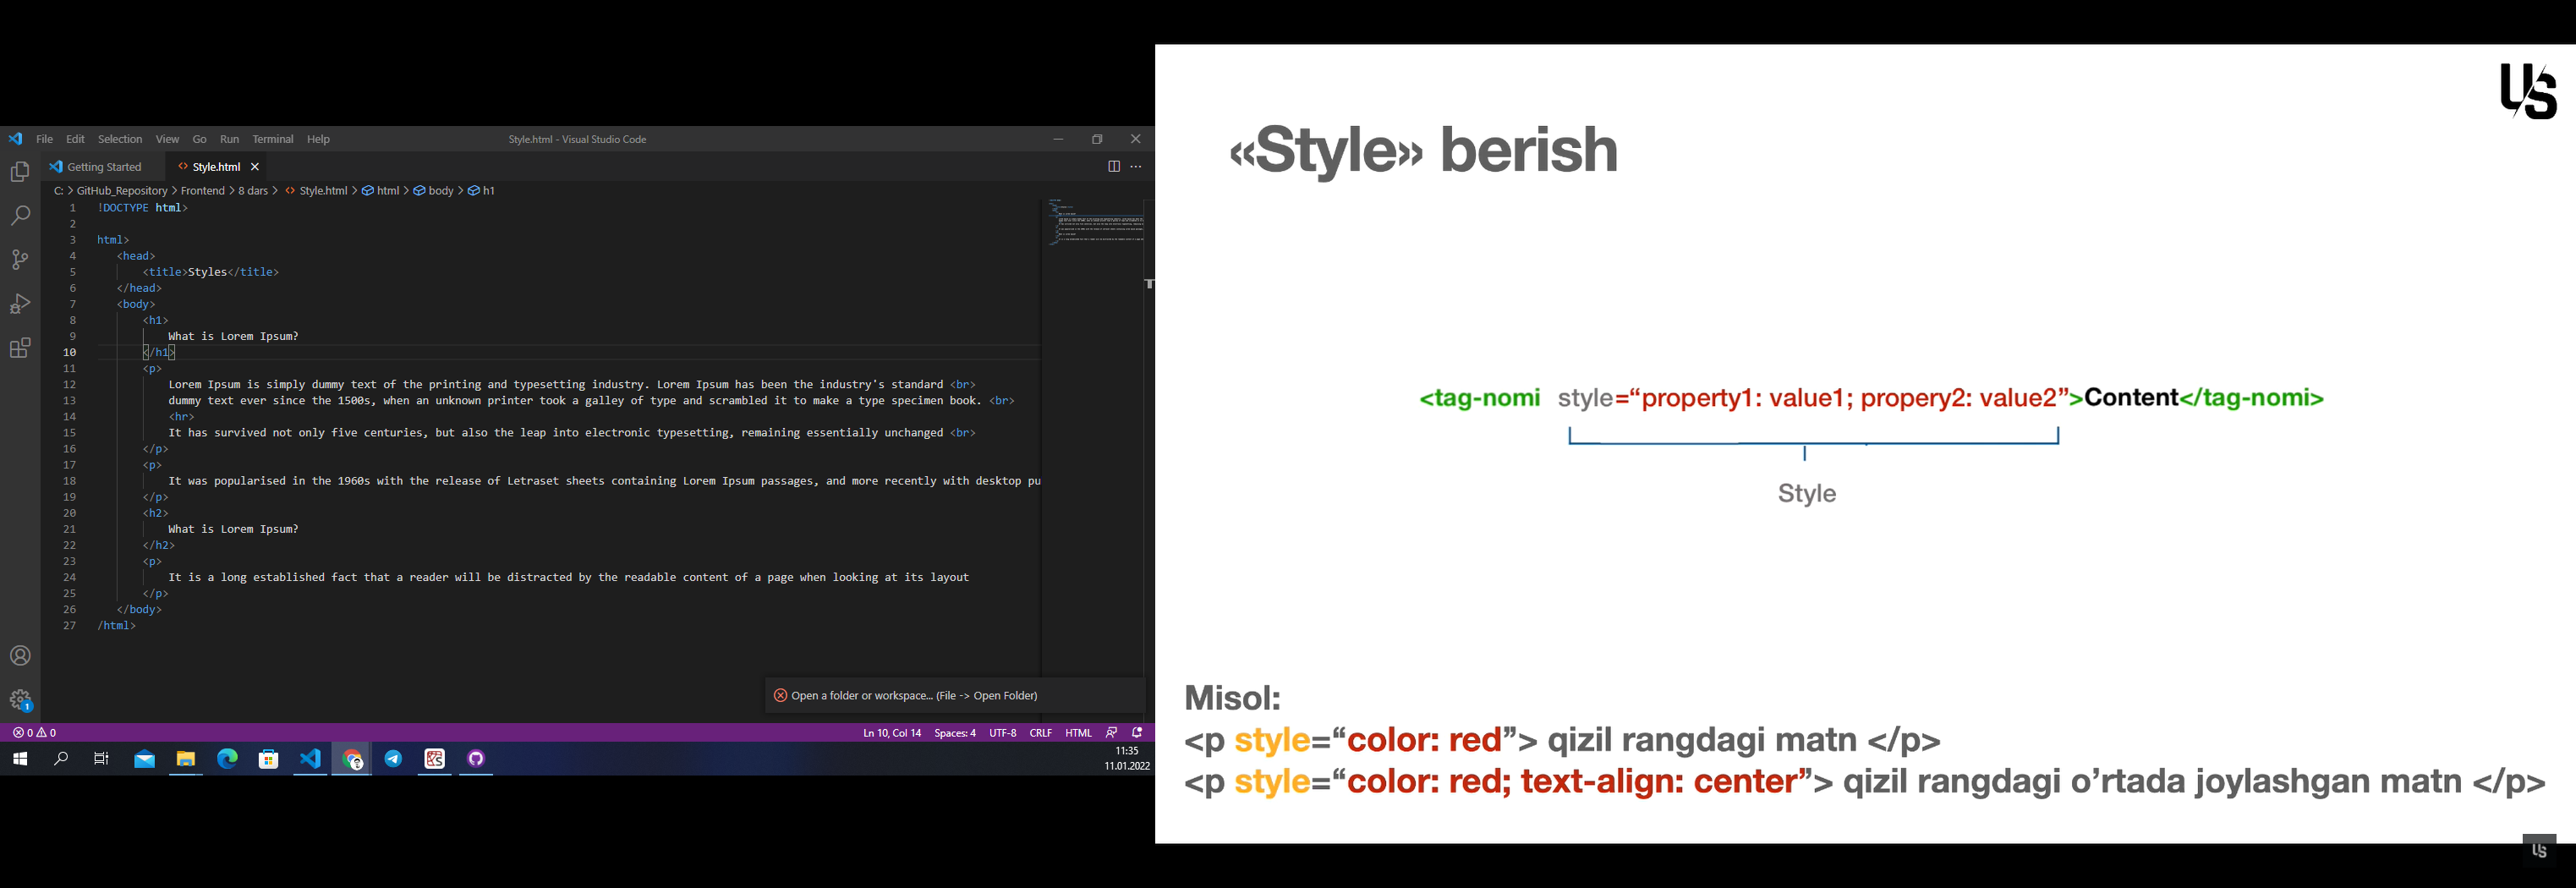 File Edit Selection View Go Run Terminal Help
Style.html - Visual Studio Code
Getting Started
Style.html
C: > GitHub_Repository > Frontend > 8 dars > Style.html > html > body > h1
1 !DOCTYPE html>
2
3 html>
4 <head>
5 <title>Styles</title>
6 </head>
7 <body>
8 <h1>
9 What is Lorem Ipsum?
10 </h1>
11 <p>
12 Lorem Ipsum is simply dummy text of the printing and typesetting industry. Lorem Ipsum has been the industry's standard <br>
13 dummy text ever since the 1500s, when an unknown printer took a galley of type and scrambled it to make a type specimen book. <br>
14 <hr>
15 It has survived not only five centuries, but also the leap into electronic typesetting, remaining essentially unchanged <br>
16 </p>
17 <p>
18 It was popularised in the 1960s with the release of Letraset sheets containing Lorem Ipsum passages, and more recently with desktop pu
19 </p>
20 <h2>
21 What is Lorem Ipsum?
22 </h2>
23 <p>
24 It is a long established fact that a reader will be distracted by the readable content of a page when looking at its layout
25 </p>
26 </body>
27 /html>
Open a folder or workspace... (File -> Open Folder)
1
0 0
Ln 10, Col 14 Spaces: 4 UTF-8 CRLF HTML
11:35
11.01.2022
US
«Style» berish
<tag-nomi style=“property1: value1; propery2: value2”>Content</tag-nomi>
Style
Misol:
<p style=“color: red”> qizil rangdagi matn </p>
<p style=“color: red; text-align: center”> qizil rangdagi o’rtada joylashgan matn </p>
US